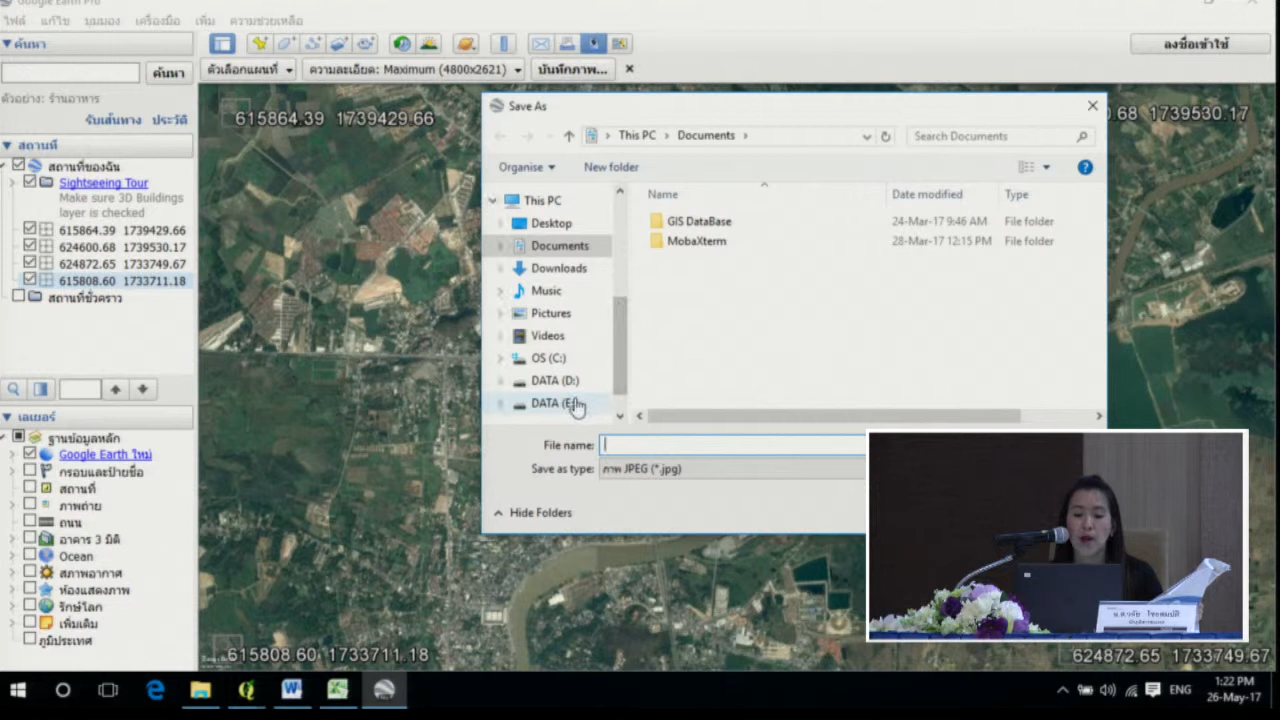 Google Earth Pro
ไฟล์ แก้ไข มุมมอง เครื่องมือ เพิ่ม ความช่วยเหลือ
ค้นหา
ค้นหา
ตัวอย่าง: ร้านอาหาร
รับเส้นทาง ประวัติ
สถานที่
สถานที่ของฉัน
Sightseeing Tour
Make sure 3D Buildings
layer is checked
615864.39 1739429.66
624600.68 1739530.17
624872.65 1733749.67
615808.60 1733711.18
สถานที่ชั่วคราว
เลเยอร์
ฐานข้อมูลหลัก
Google Earth ใหม่
กรอบและป้ายชื่อ
สถานที่
ภาพถ่าย
ถนน
อาคาร 3 มิติ
Ocean
สภาพอากาศ
ห้องแสดงภาพ
รักษ์โลก
เพิ่มเติม
ภูมิประเทศ
ลงชื่อเข้าใช้
ตัวเลือกแผนที่ ความละเอียด: Maximum (4800x2621) บันทึกภาพ...
615864.39 1739429.66
.68 1739530.17
Save As
This PC Documents
Search Documents
Organise New folder
This PC
Desktop
Documents
Downloads
Music
Pictures
Videos
OS (C:)
DATA (D:)
DATA (E:)
Name Date modified Type
GIS DataBase 24-Mar-17 9:46 AM File folder
MobaXterm 28-Mar-17 12:15 PM File folder
File name:
Save as type: ภาพ JPEG (*.jpg)
Hide Folders
615808.60 1733711.18
624872.65 1733749.67
ENG
1:22 PM
26-May-17